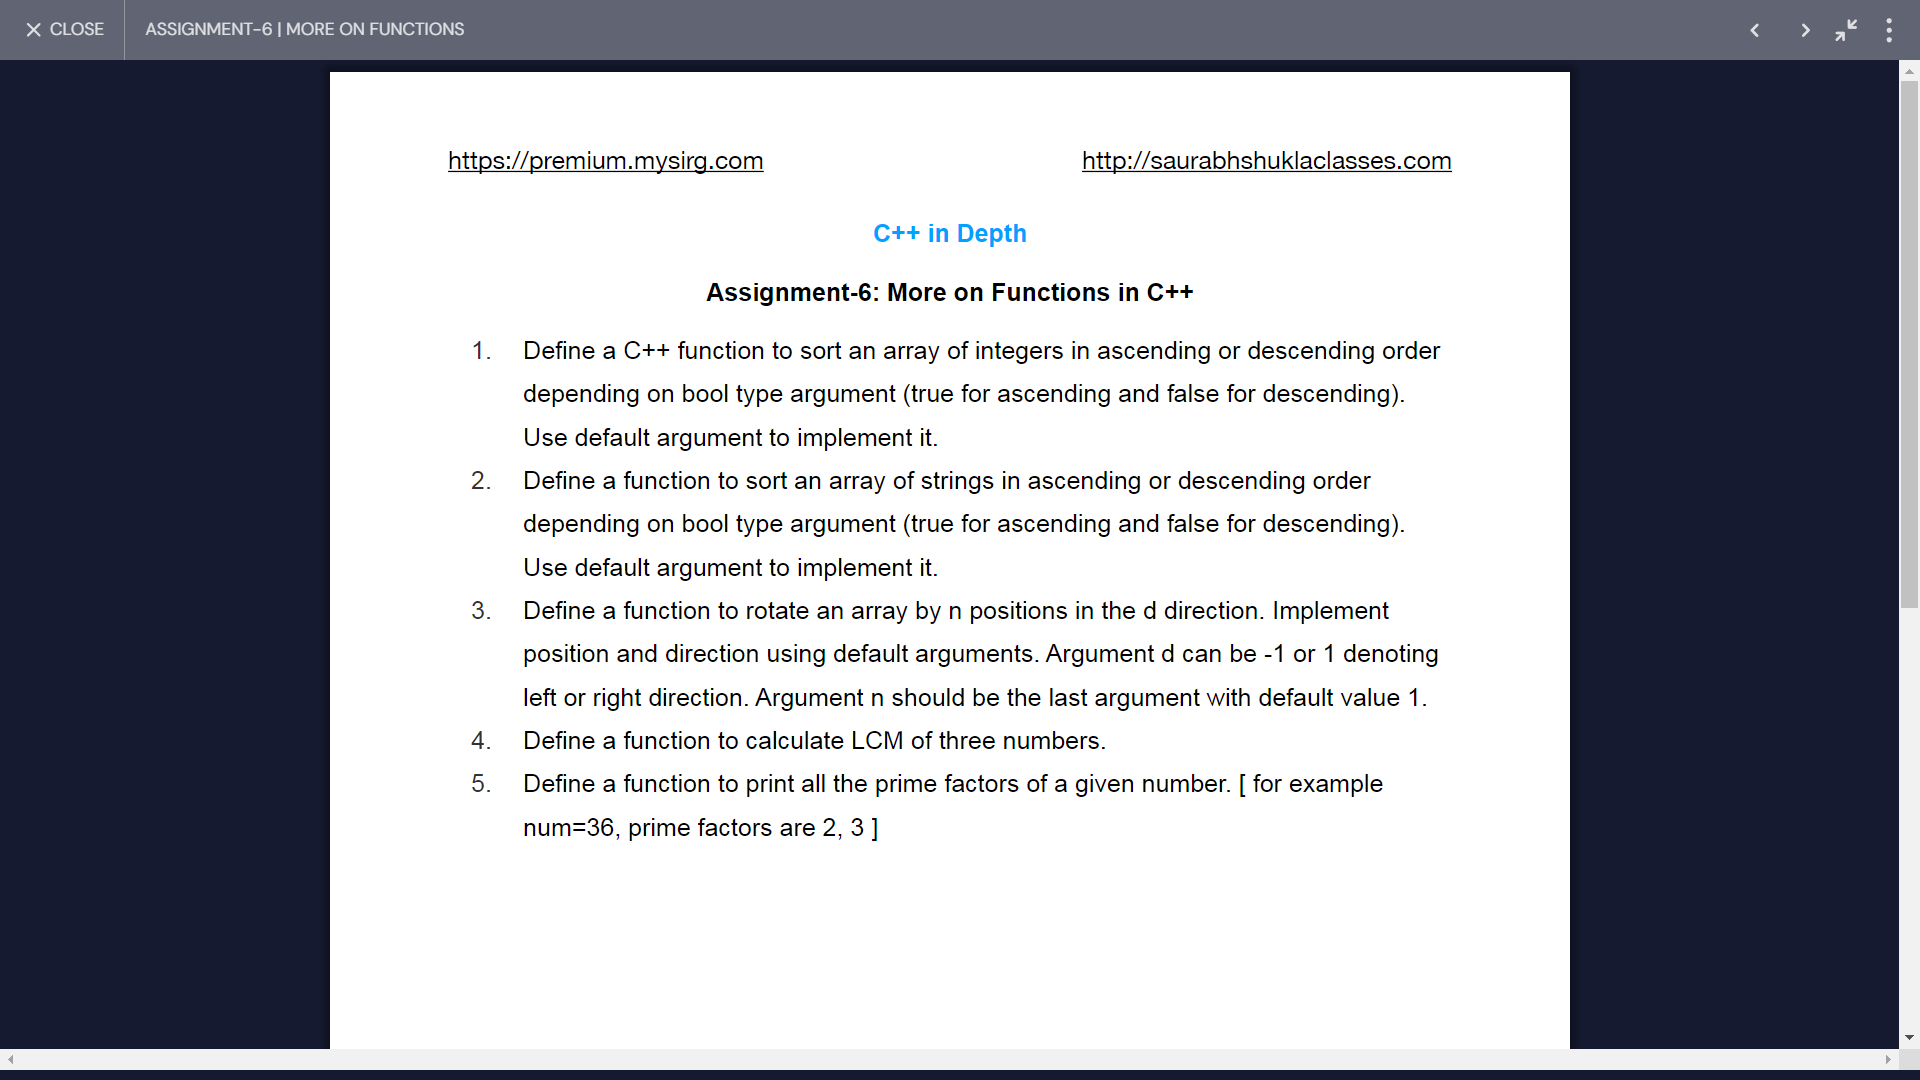 CLOSE
ASSIGNMENT-6 | MORE ON FUNCTIONS
https://premium.mysirg.com
http://saurabhshuklaclasses.com
C++ in Depth
Assignment-6: More on Functions in C++
1. Define a C++ function to sort an array of integers in ascending or descending order
depending on bool type argument (true for ascending and false for descending).
Use default argument to implement it.
2. Define a function to sort an array of strings in ascending or descending order
depending on bool type argument (true for ascending and false for descending).
Use default argument to implement it.
3. Define a function to rotate an array by n positions in the d direction. Implement
position and direction using default arguments. Argument d can be -1 or 1 denoting
left or right direction. Argument n should be the last argument with default value 1.
4. Define a function to calculate LCM of three numbers.
5. Define a function to print all the prime factors of a given number. [ for example
num=36, prime factors are 2, 3 ]